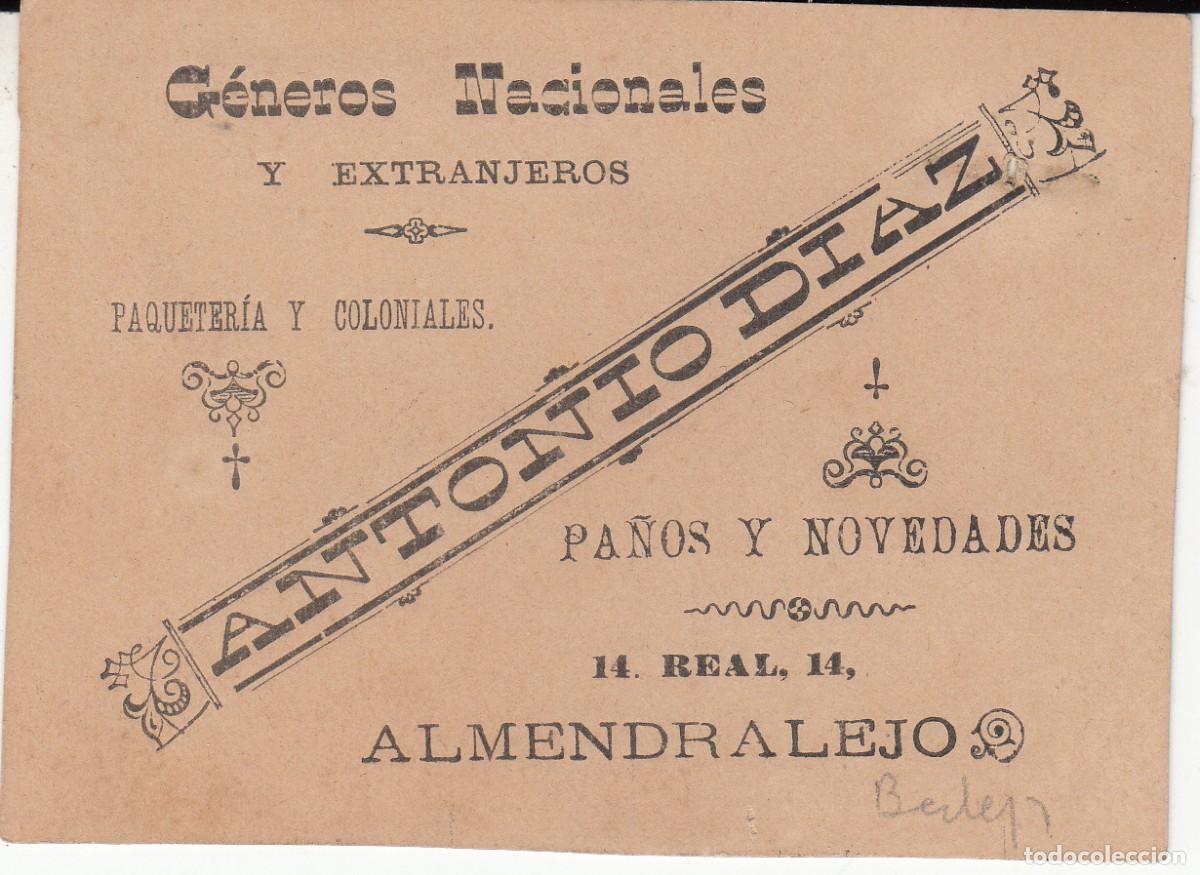 Géneros Nacionales
Y EXTRANJEROS
PAQUETERÍA Y COLONIALES.
ANTONIO DIAZ
PAÑOS Y NOVEDADES
14. REAL, 14,
ALMENDRALEJO
todocoleccion